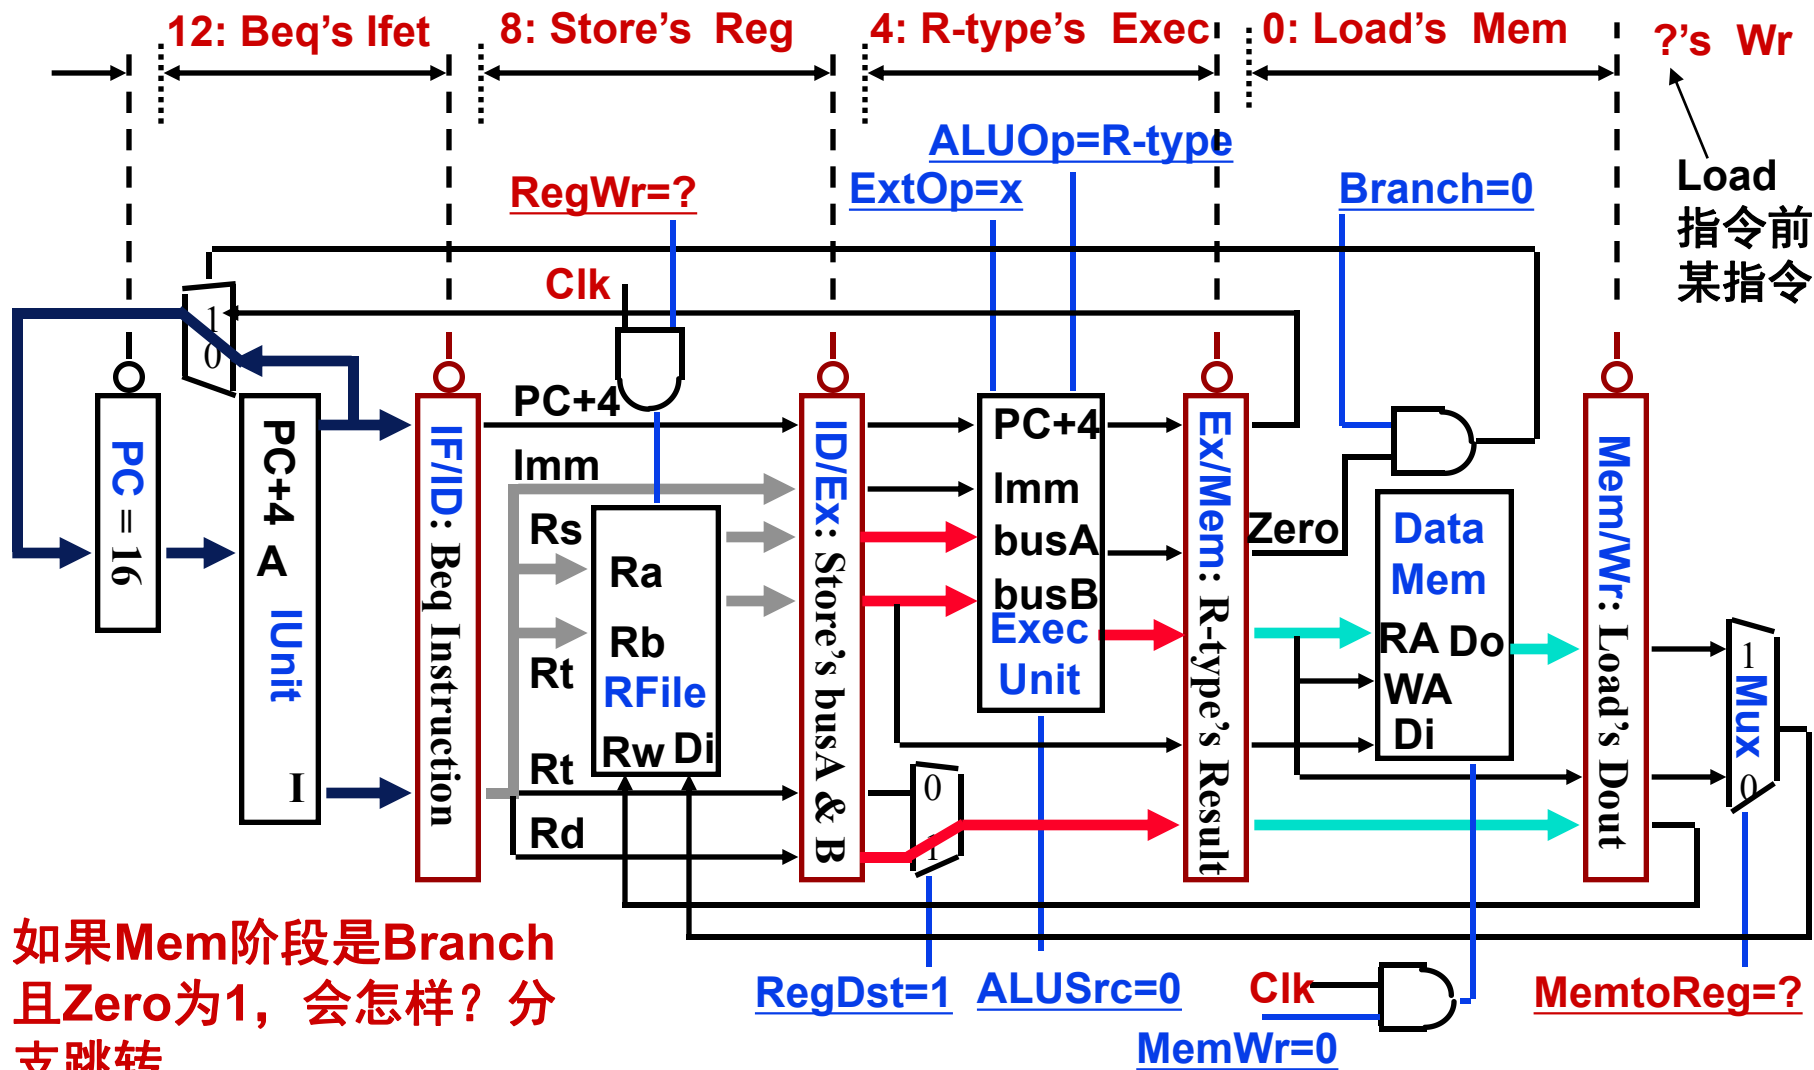 12: Beq's Ifet
8: Store's Reg
4: R-type's Exec
0: Load's Mem
?'s Wr
Load
指令前
某指令
ALUOp=R-type
ExtOp=x
RegWr=?
Branch=0
Clk
1
0
PC = 16
PC+4
A
IUnit
I
IF/ID: Beq Instruction
PC+4
Imm
Rs
Ra
Rb
Rt
RFile
Rw Di
Rt
Rd
ID/Ex: Store's busA & B
0
1
PC+4
Imm
busA
busB
Exec
Unit
Ex/Mem: R-type's Result
Zero
Data
Mem
RA Do
WA
Di
Mem/Wr: Load's Dout
1
Mux
0
如果Mem阶段是Branch
且Zero为1，会怎样？分
支跳转
RegDst=1
ALUSrc=0
Clk
MemWr=0
MemtoReg=?